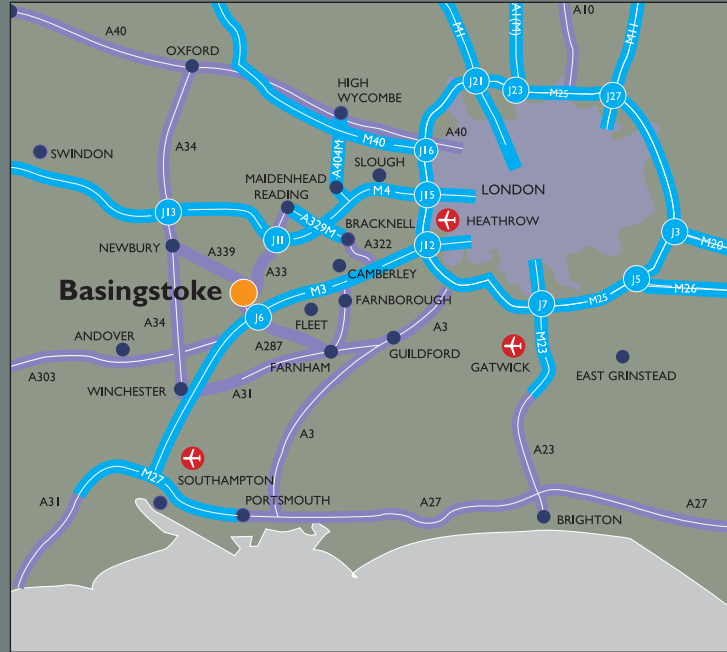 A40
OXFORD
M1
A1(M)
A10
M11
J21
J23
M25
J27
HIGH
WYCOMBE
A34
M40
A404M
A40
J16
SWINDON
SLOUGH
MAIDENHEAD
READING
M4
J15
LONDON
J13
A329M
BRACKNELL
HEATHROW
J11
J12
J3
M20
NEWBURY
A339
A322
A33
CAMBERLEY
Basingstoke
M3
FARNBOROUGH
J5
M26
J7
M25
J6
FLEET
A34
A3
M23
ANDOVER
A287
FARNHAM
GUILDFORD
GATWICK
EAST GRINSTEAD
A303
WINCHESTER
A31
A3
A23
M27
SOUTHAMPTON
A31
PORTSMOUTH
A27
A27
BRIGHTON